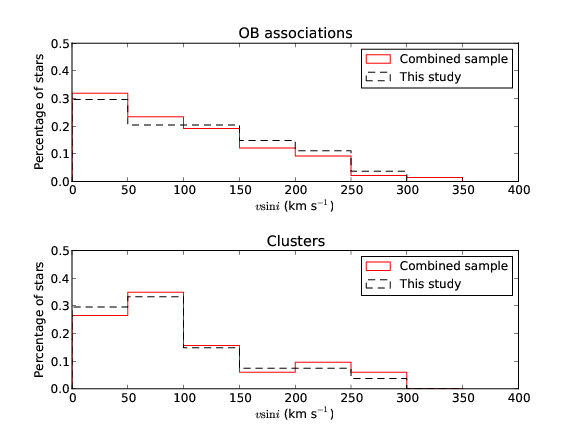 OB associations
0.5
0.4
0.3
0.2
0.1
0.0
Percentage of stars
Combined sample
This study
0 50 100 150 200 250 300 350 400
v sin i (km s⁻¹)
Clusters
0.5
0.4
0.3
0.2
0.1
0.0
Percentage of stars
Combined sample
This study
0 50 100 150 200 250 300 350 400
v sin i (km s⁻¹)